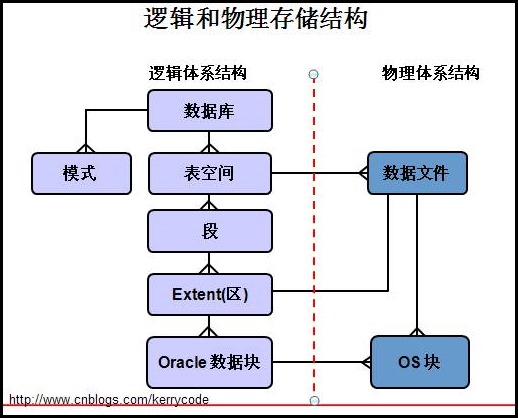 逻辑和物理存储结构
逻辑体系结构
物理体系结构
数据库
模式
表空间
数据文件
段
Extent(区)
Oracle 数据块
OS 块
http://www.cnblogs.com/kerrycode